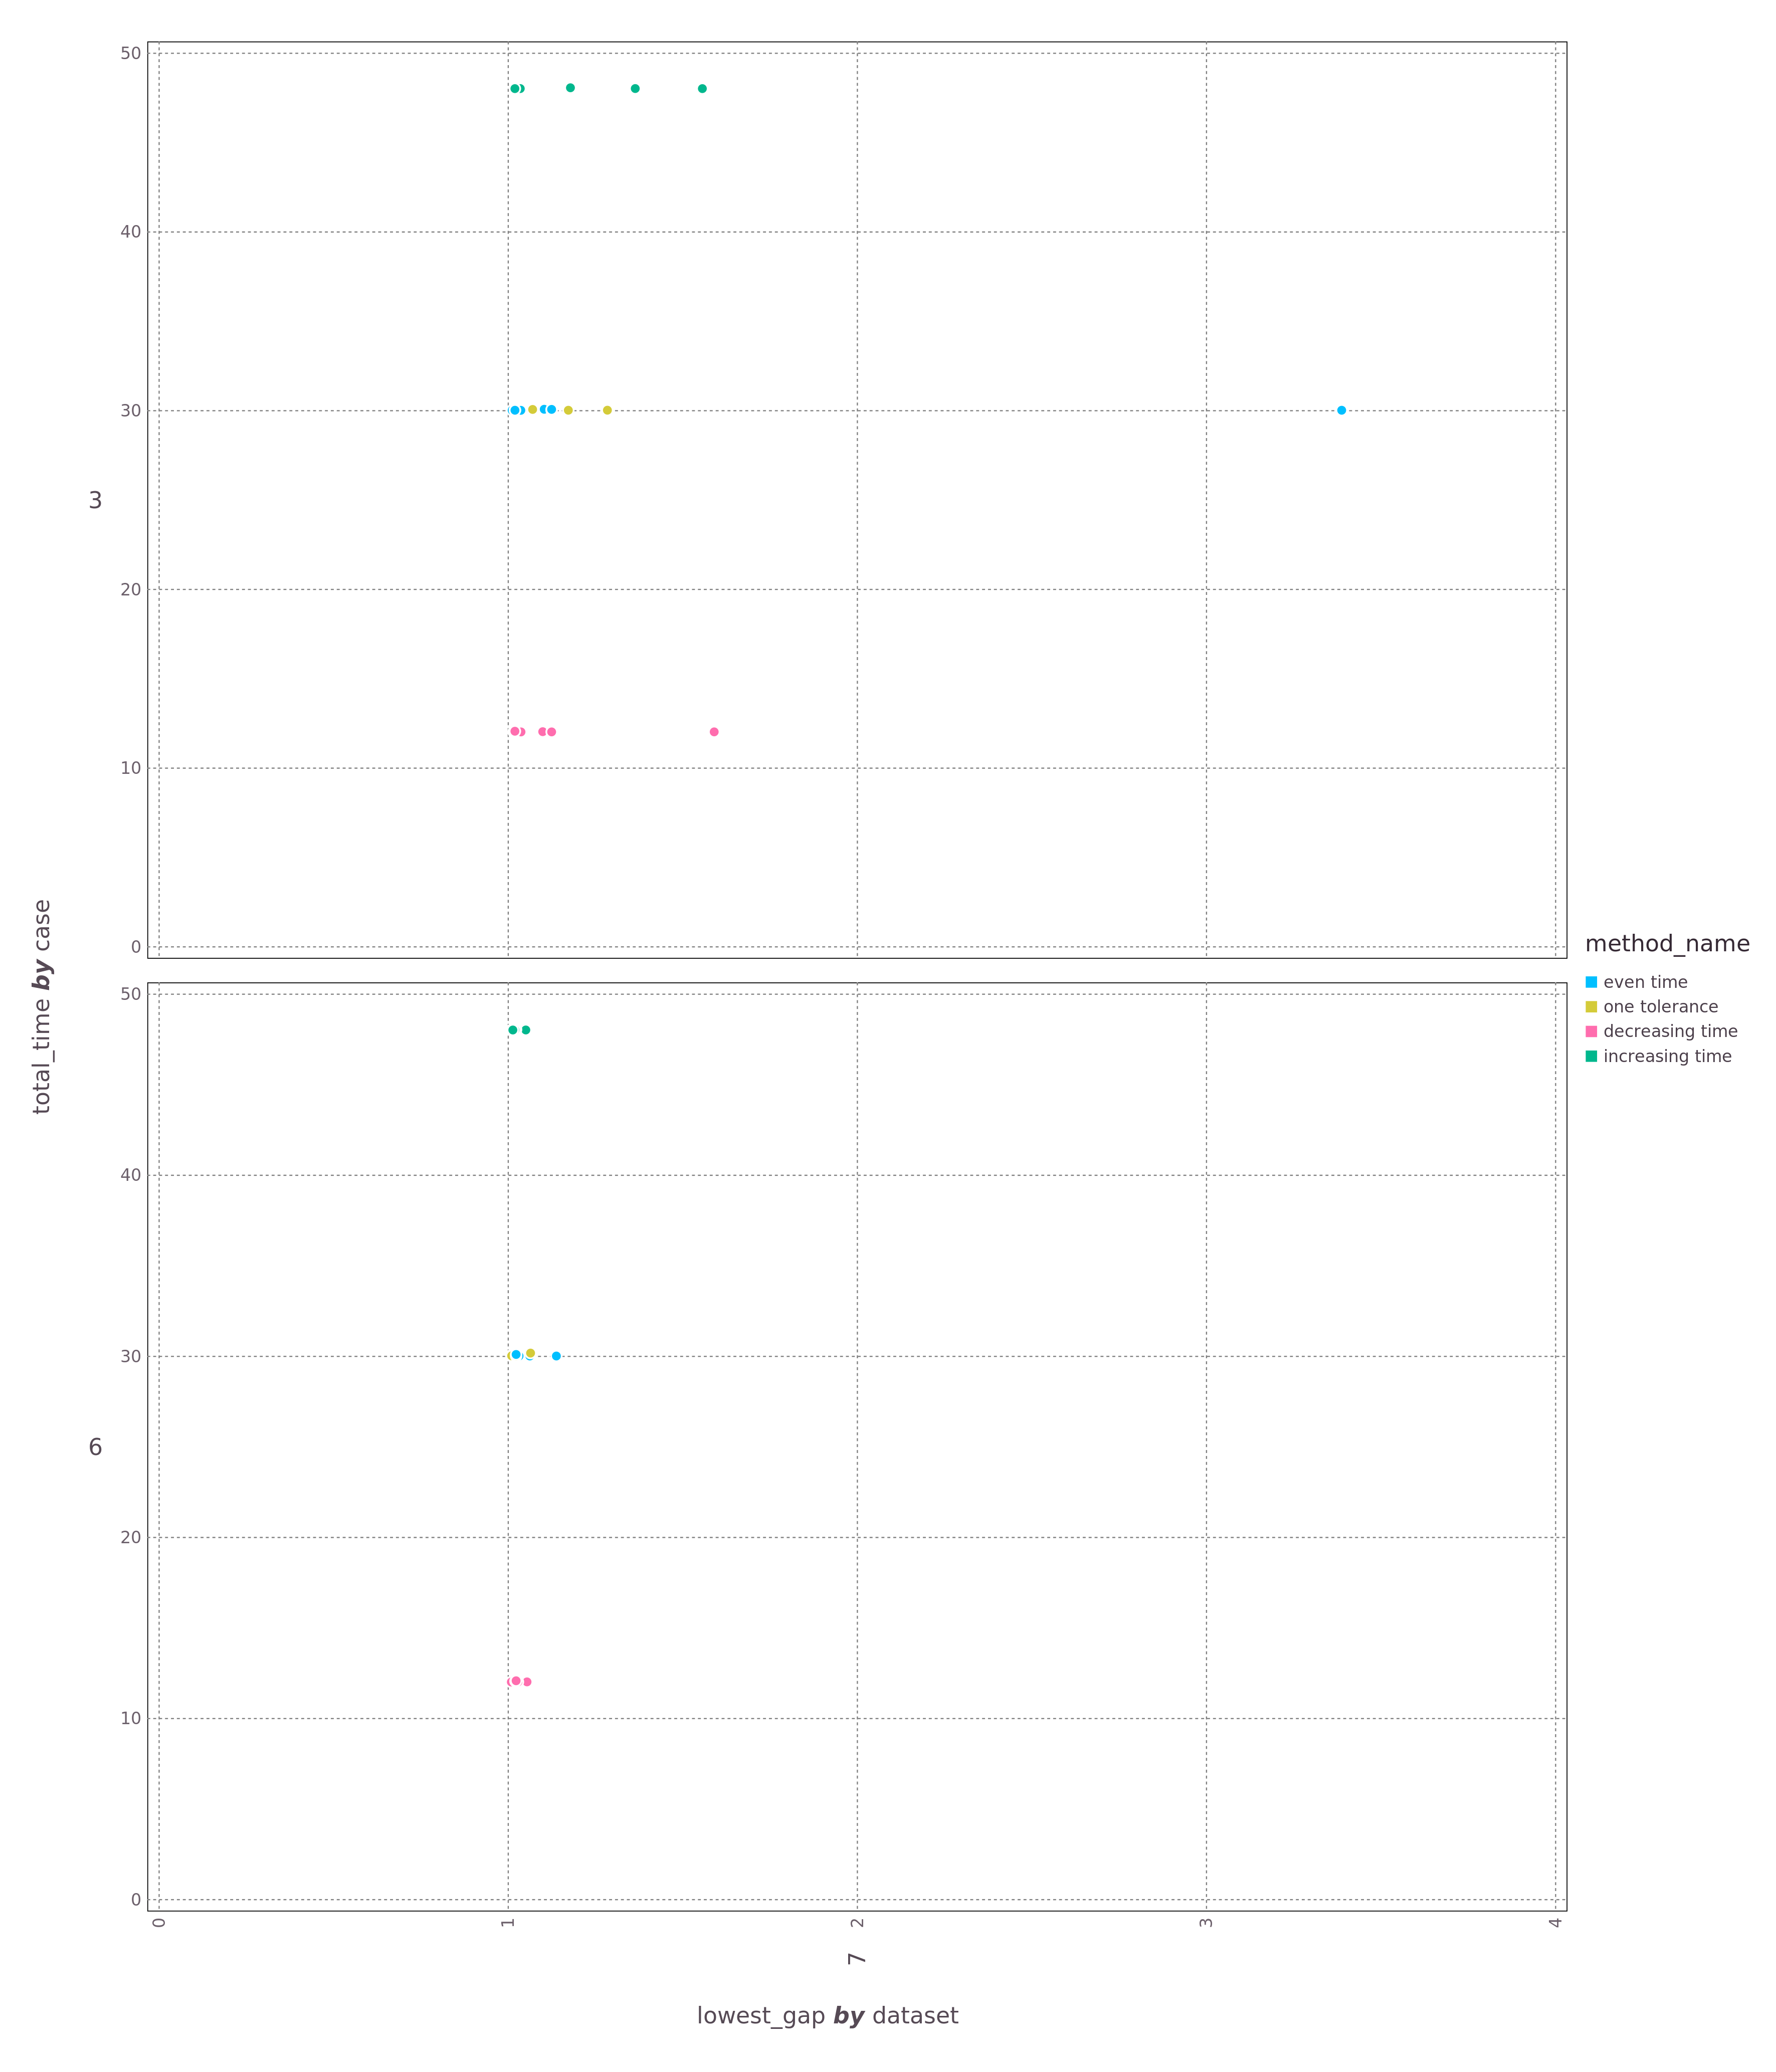 50
40
30
20
10
0
3
50
40
30
20
10
0
6
total_time by case
0 1 2 3 4
7
lowest_gap by dataset
method_name
even time
one tolerance
decreasing time
increasing time